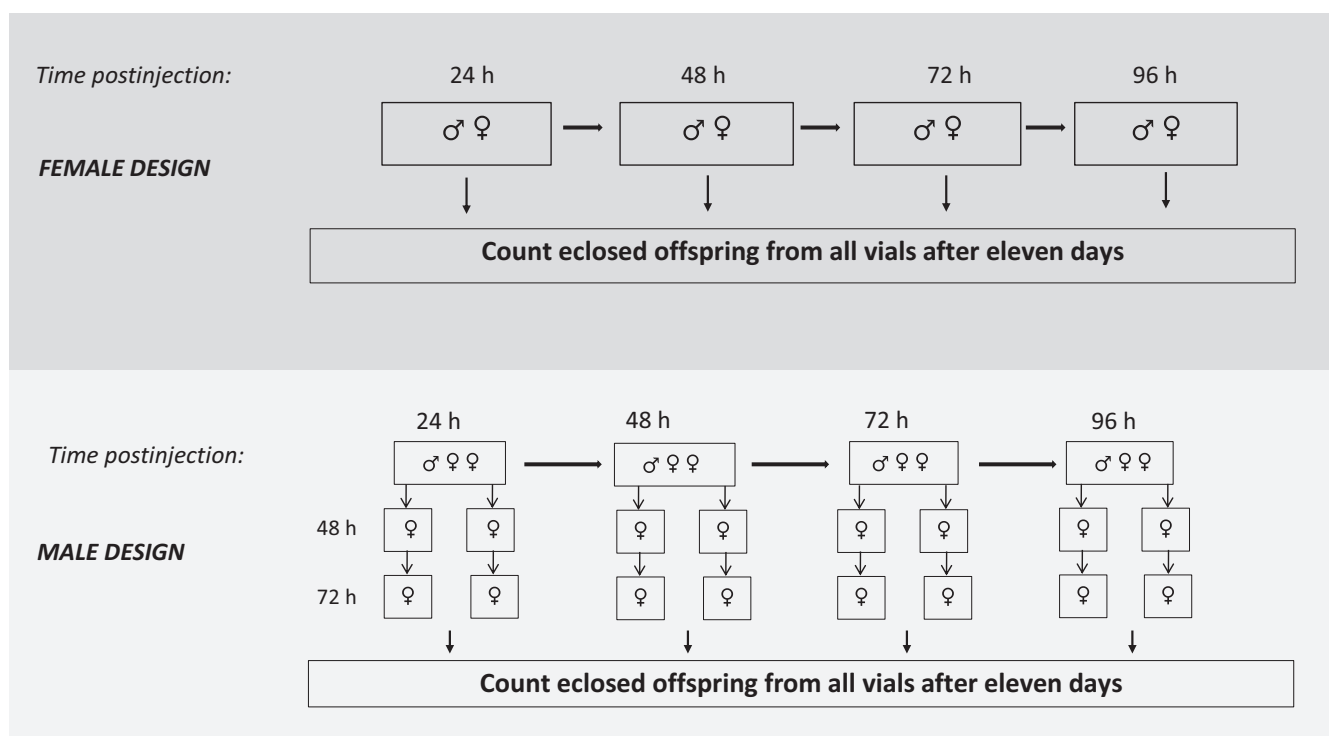 Time postinjection: 24 h 48 h 72 h 96 h
♂ ♀ ♂ ♀ ♂ ♀ ♂ ♀
FEMALE DESIGN
Count eclosed offspring from all vials after eleven days
24 h 48 h 72 h 96 h
Time postinjection:
♂ ♀ ♀ ♂ ♀ ♀ ♂ ♀ ♀ ♂ ♀ ♀
48 h ♀ ♀ ♀ ♀ ♀ ♀ ♀ ♀
MALE DESIGN
72 h ♀ ♀ ♀ ♀ ♀ ♀ ♀ ♀
Count eclosed offspring from all vials after eleven days